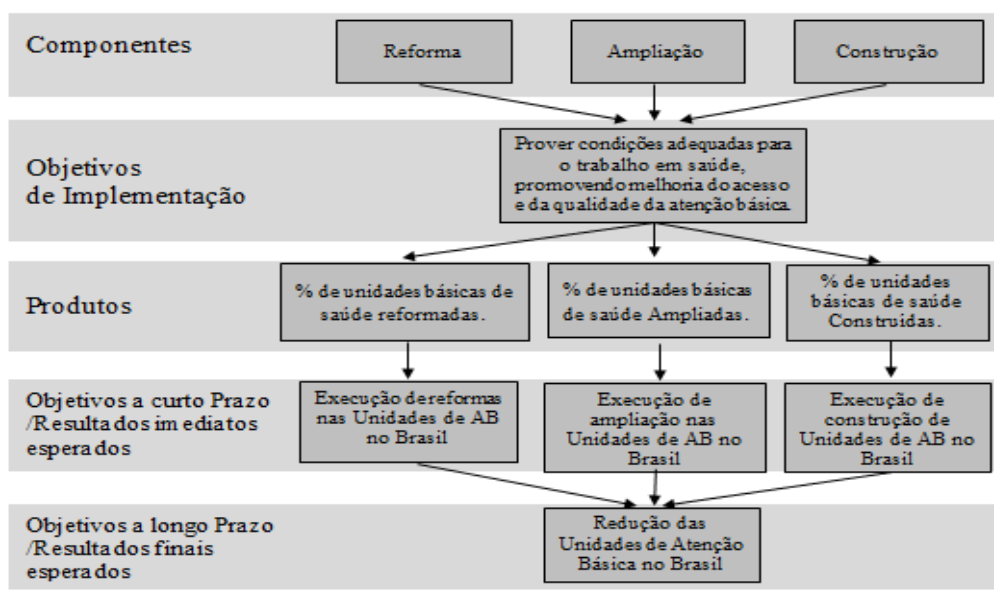 Componentes
Reforma
Ampliação
Construção
Objetivos
de Implementação
Prover condições adequadas para
o trabalho em saúde,
promovendo melhoria do acesso
e da qualidade da atenção básica.
Produtos
% de unidades básicas de
saúde reformadas.
% de unidades básicas
de saúde Ampliadas.
% de unidades
básicas de saúde
Construidas.
Objetivos a curto Prazo
/Resultados imediatos
esperados
Execução de reformas
nas Unidades de AB
no Brasil
Execução de
ampliação nas
Unidades de AB no
Brasil
Execução de
construção de
Unidades de AB no
Brasil
Objetivos a longo Prazo
/Resultados finais
esperados
Redução das
Unidades de Atenção
Básica no Brasil